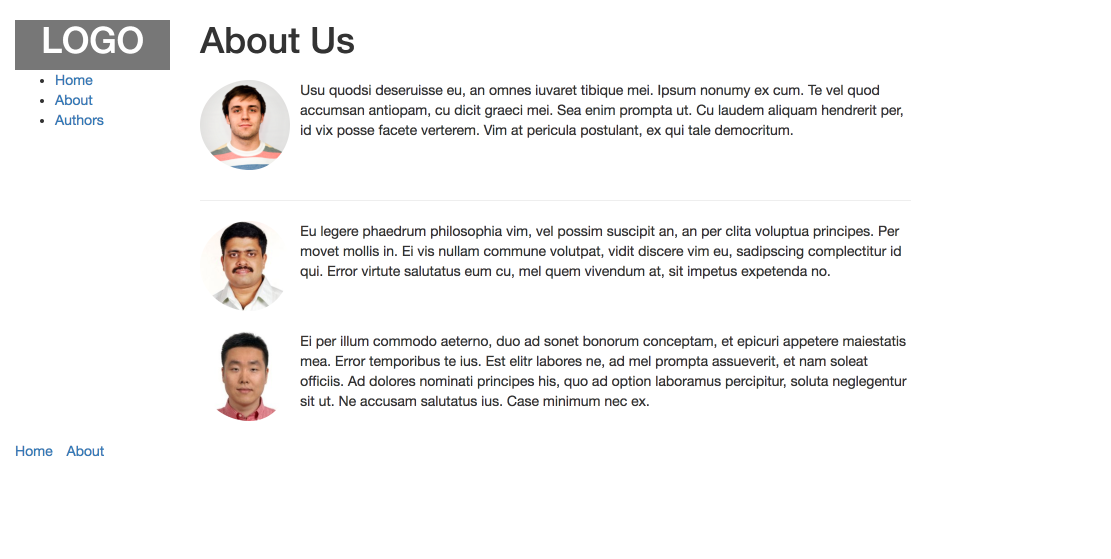 LOGO
Home
About
Authors
About Us
Usu quodsi deseruisse eu, an omnes iuvaret tibique mei. Ipsum nonumy ex cum. Te vel quod
accumsan antiopam, cu dicit graeci mei. Sea enim prompta ut. Cu laudem aliquam hendrerit per,
id vix posse facete verterem. Vim at pericula postulant, ex qui tale democritum.
Eu legere phaedrum philosophia vim, vel possim suscipit an, an per clita voluptua principes. Per
movet mollis in. Ei vis nullam commune volutpat, vidit discere vim eu, sadipscing complectitur id
qui. Error virtute salutatus eum cu, mel quem vivendum at, sit impetus expetenda no.
Ei per illum commodo aeterno, duo ad sonet bonorum conceptam, et epicuri appetere maiestatis
mea. Error temporibus te ius. Est elitr labores ne, ad mel prompta assueverit, et nam soleat
officiis. Ad dolores nominati principes his, quo ad option laboramus percipitur, soluta neglegentur
sit ut. Ne accusam salutatus ius. Case minimum nec ex.
Home About